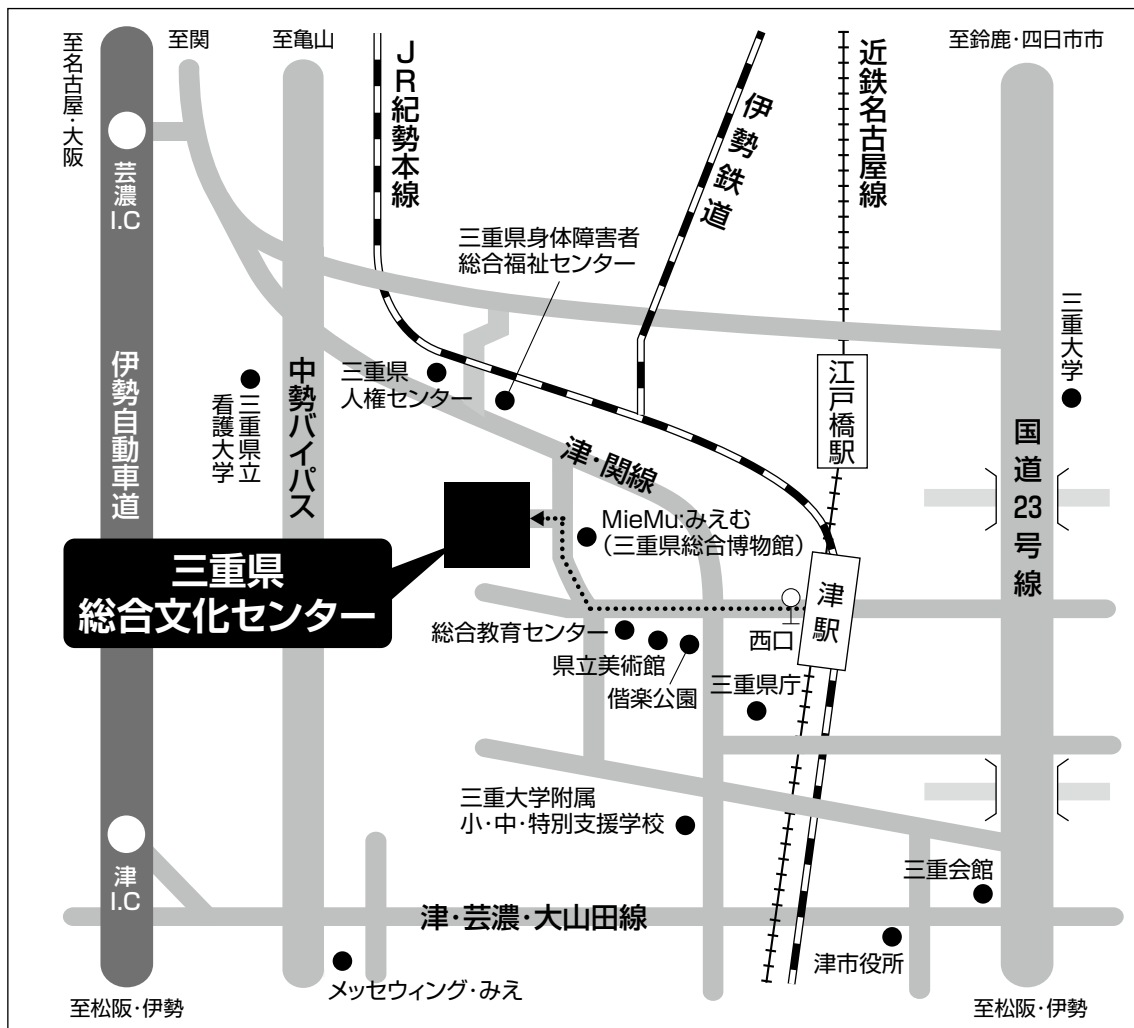 至名古屋・大阪
至関
至亀山
JR紀勢本線
伊勢鉄道
近鉄名古屋線
至鈴鹿・四日市市
芸濃
I.C
三重県身体障害者
総合福祉センター
三重大学
伊勢自動車道
三重県立
看護大学
中勢バイパス
三重県
人権センター
江戸橋駅
国道23号線
津・関線
MieMu:みえむ
（三重県総合博物館）
三重県
総合文化センター
津駅
西口
総合教育センター
県立美術館
偕楽公園
三重県庁
三重大学附属
小・中・特別支援学校
津
I.C
三重会館
津・芸濃・大山田線
津市役所
メッセウィング・みえ
至松阪・伊勢
至松阪・伊勢